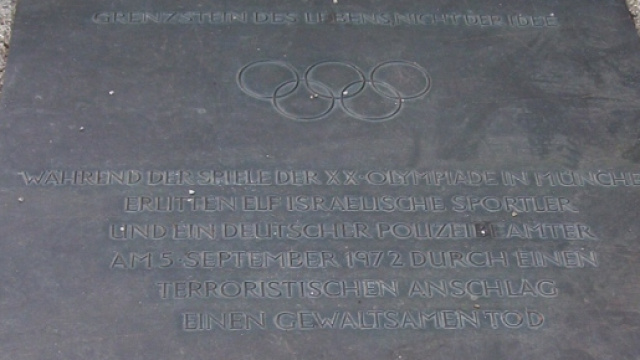 GRENZSTEIN DES LEBENS NICHT DER IDEE
WÄHREND DER SPIELE DER XX·OLYMPIADE IN MÜNCHE
ERLITTEN ELF ISRAELISCHE SPORTLER
UND EIN DEUTSCHER POLIZEIBEAMTER
AM 5·SEPTEMBER 1972 DURCH EINEN
TERRORISTISCHEN ANSCHLAG
EINEN GEWALTSAMEN TOD